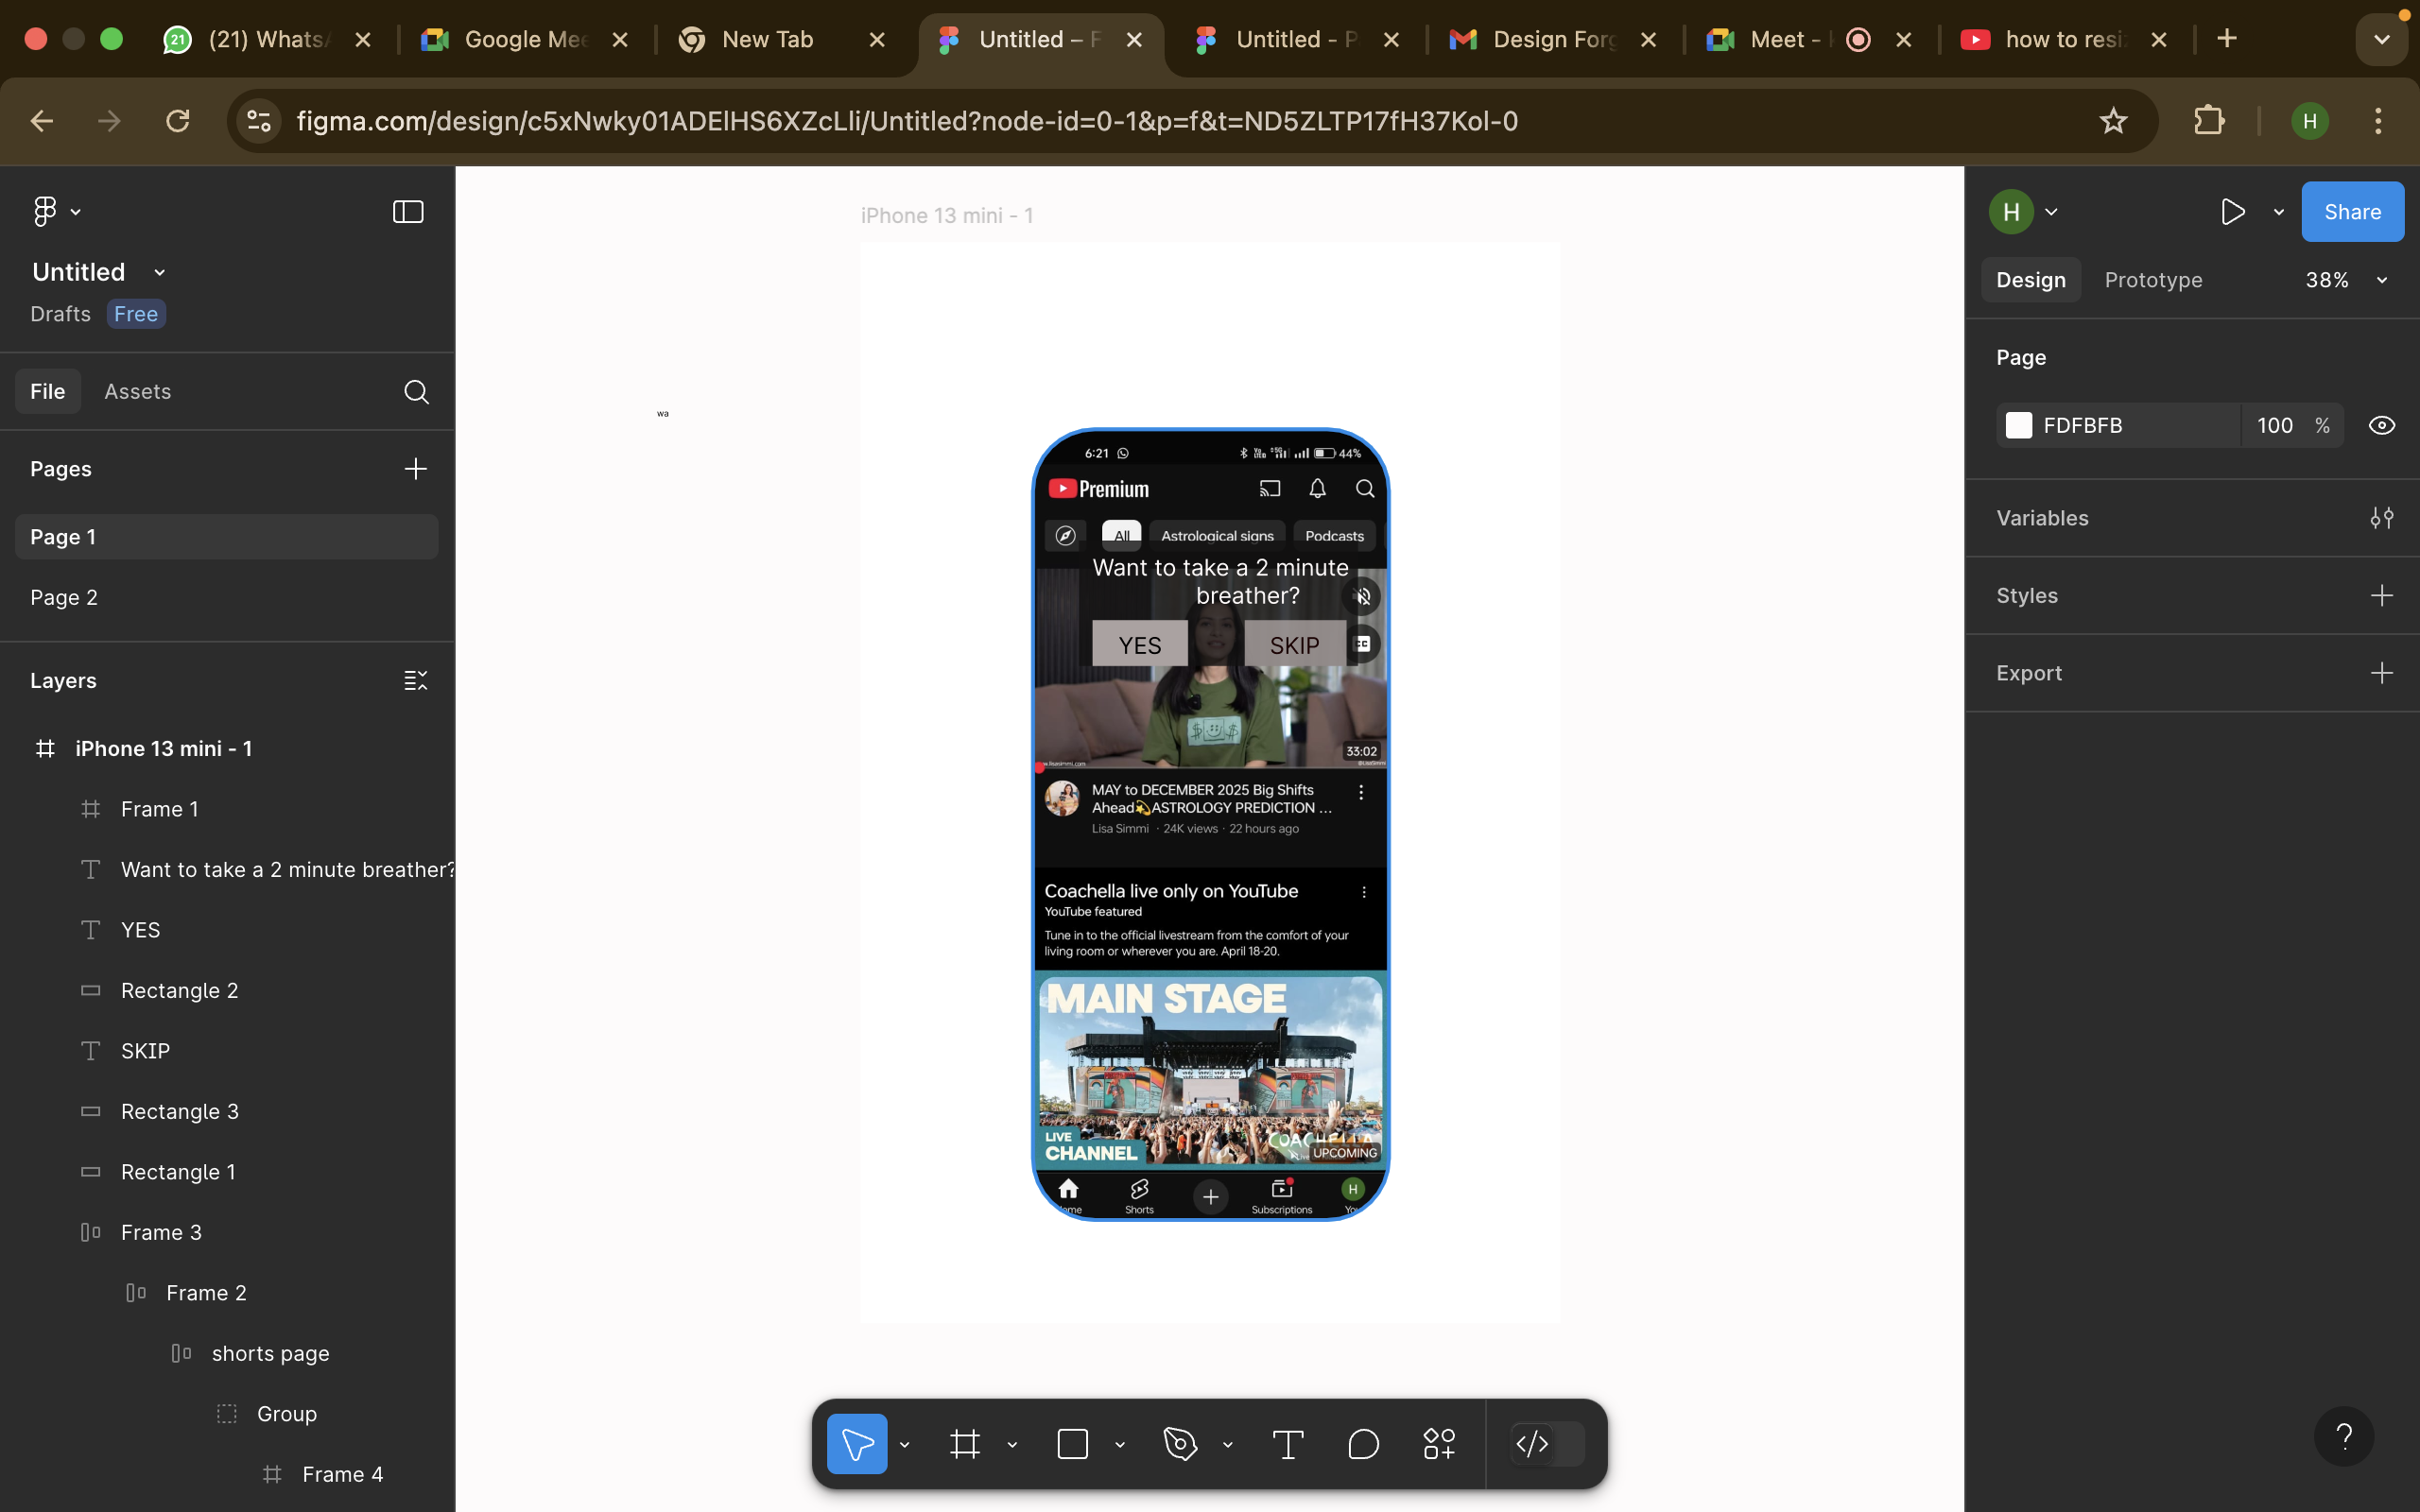 (21) Whats
Google Mee
New Tab
Untitled – F
Untitled - P
Design Forg
Meet -
how to resi
figma.com/design/c5xNwky01ADElHS6XZcLli/Untitled?node-id=0-1&p=f&t=ND5ZLTP17fH37Kol-0
H
Untitled
Drafts Free
File Assets
Pages
Page 1
Page 2
Layers
iPhone 13 mini - 1
Frame 1
Want to take a 2 minute breather?
YES
Rectangle 2
SKIP
Rectangle 3
Rectangle 1
Frame 3
Frame 2
shorts page
Group
Frame 4
iPhone 13 mini - 1
wa
6:21 44%
Premium
All Astrological signs Podcasts
Want to take a 2 minute
breather?
YES SKIP
CC
33:02
MAY to DECEMBER 2025 Big Shifts
Ahead💫ASTROLOGY PREDICTION ...
Lisa Simmi · 24K views · 22 hours ago
Coachella live only on YouTube
YouTube featured
Tune in to the official livestream from the comfort of your
living room or wherever you are. April 18-20.
MAIN STAGE
LIVE
CHANNEL
COACHELLA
Live
UPCOMING
H
ome Shorts Subscriptions You
H
Share
Design Prototype 38%
Page
FDFBFB 100 %
Variables
Styles
Export
?